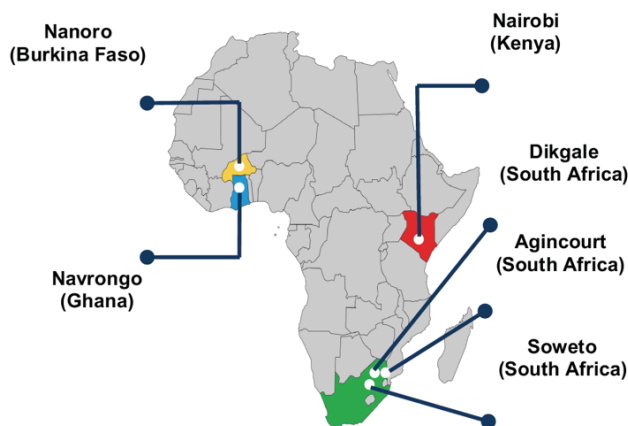 Nanoro
(Burkina Faso)
Nairobi
(Kenya)
Dikgale
(South Africa)
Agincourt
(South Africa)
Navrongo
(Ghana)
Soweto
(South Africa)